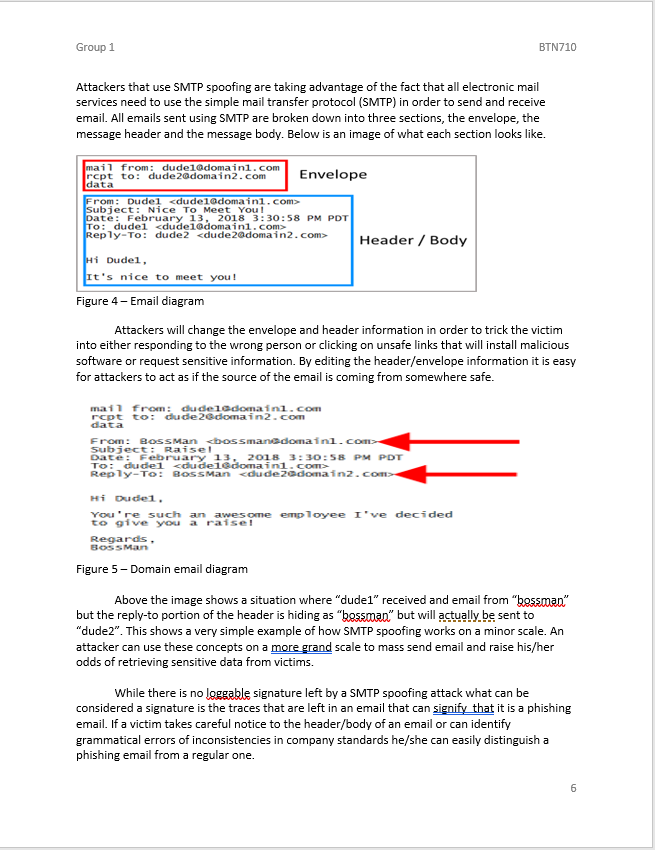 Group 1 BTN710
Attackers that use SMTP spoofing are taking advantage of the fact that all electronic mail
services need to use the simple mail transfer protocol (SMTP) in order to send and receive
email. All emails sent using SMTP are broken down into three sections, the envelope, the
message header and the message body. Below is an image of what each section looks like.
mail from: dude1@domain1.com
rcpt to: dude2@domain2.com
data
Envelope
From: Dude1 <dude1@domain1.com>
Subject: Nice To Meet You!
Date: February 13, 2018 3:30:58 PM PDT
To: dude1 <dude1@domain1.com>
Reply-To: dude2 <dude2@domain2.com>
Header / Body
Hi Dude1,
It's nice to meet you!
Figure 4 – Email diagram
Attackers will change the envelope and header information in order to trick the victim
into either responding to the wrong person or clicking on unsafe links that will install malicious
software or request sensitive information. By editing the header/envelope information it is easy
for attackers to act as if the source of the email is coming from somewhere safe.
mail from: dude1@domain1.com
rcpt to: dude2@domain2.com
data
From: BossMan <bossman@domain1.com>
Subject: Raise!
Date: February 13, 2018 3:30:58 PM PDT
To: dude1 <dude1@domain1.com>
Reply-To: BossMan <dude2@domain2.com>
Hi Dude1,
You're such an awesome employee I've decided
to give you a raise!
Regards,
BossMan
Figure 5 – Domain email diagram
Above the image shows a situation where “dude1” received and email from “bossman”
but the reply-to portion of the header is hiding as “bossman” but will actually be sent to
“dude2”. This shows a very simple example of how SMTP spoofing works on a minor scale. An
attacker can use these concepts on a more grand scale to mass send email and raise his/her
odds of retrieving sensitive data from victims.
While there is no loggable signature left by a SMTP spoofing attack what can be
considered a signature is the traces that are left in an email that can signify that it is a phishing
email. If a victim takes careful notice to the header/body of an email or can identify
grammatical errors of inconsistencies in company standards he/she can easily distinguish a
phishing email from a regular one.
6